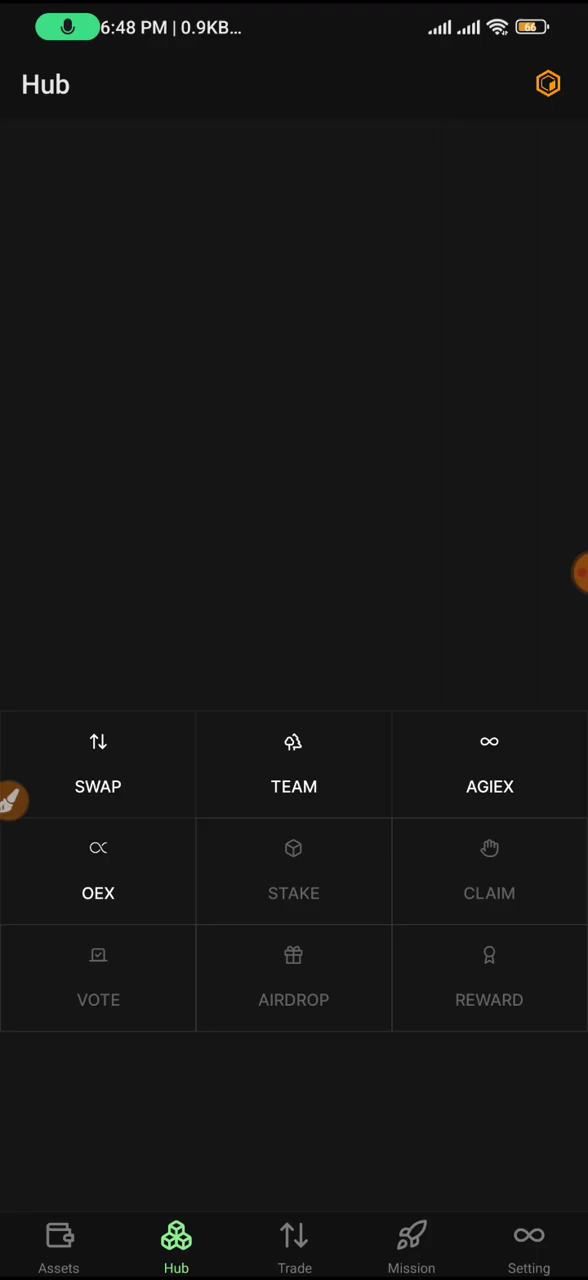 6:48 PM | 0.9KB...
66
Hub
SWAP
TEAM
AGIEX
OEX
STAKE
CLAIM
VOTE
AIRDROP
REWARD
Assets
Hub
Trade
Mission
Setting